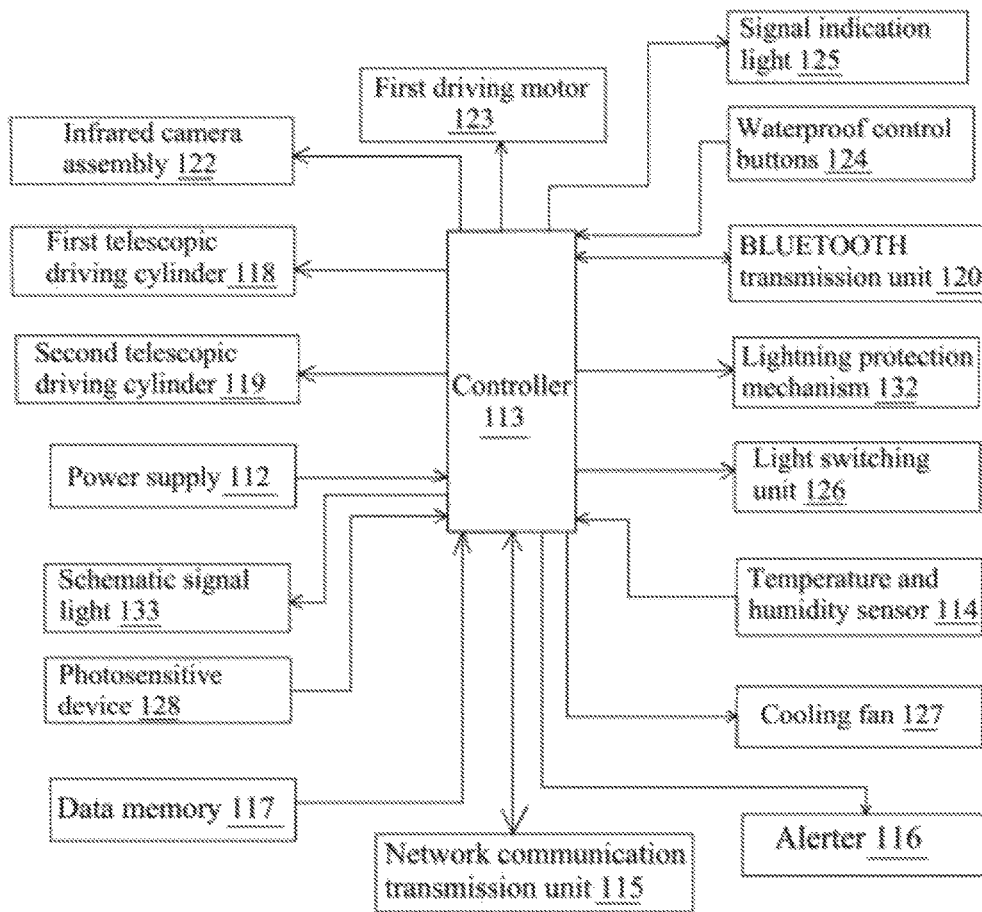 Signal indication
light 125
First driving motor
123
Waterproof control
buttons 124
Infrared camera
assembly 122
First telescopic
driving cylinder 118
BLUETOOTH
transmission unit 120
Second telescopic
driving cylinder 119
Controller
113
Lightning protection
mechanism 132
Power supply 112
Light switching
unit 126
Schematic signal
light 133
Temperature and
humidity sensor 114
Photosensitive
device 128
Cooling fan 127
Data memory 117
Network communication
transmission unit 115
Alerter 116